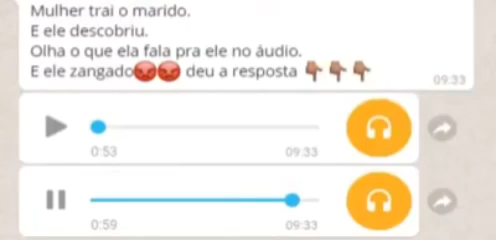 Mulher trai o marido.
E ele descobriu.
Olha o que ela fala pra ele no áudio.
E ele zangado😡😡 deu a resposta 👇🏾👇🏾👇🏾
09:33
0:53 09:33
0:59 09:33